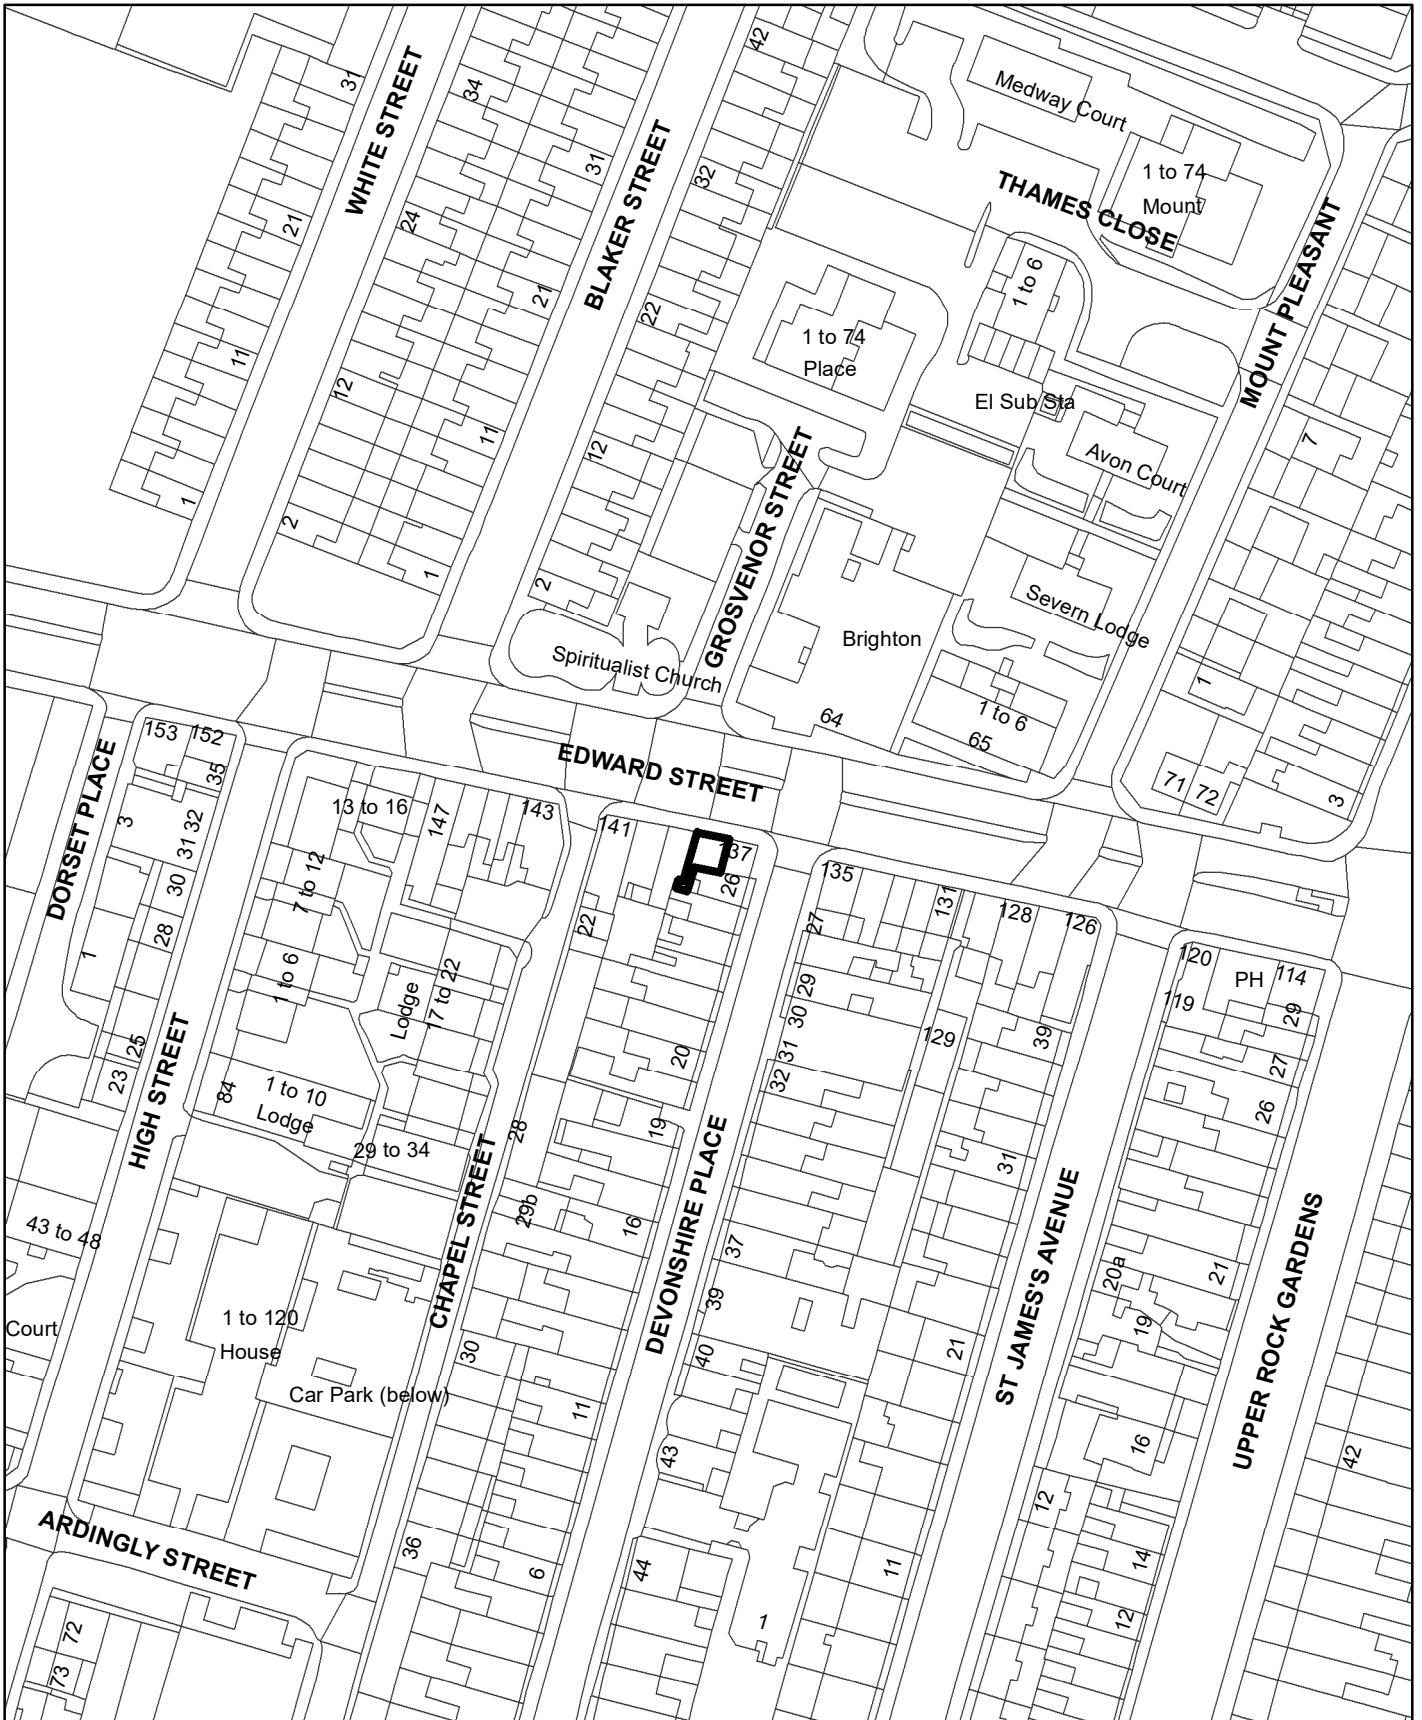 42
31
WHITE STREET
34
Medway Court
31
BLAKER STREET
32
1 to 74
Mount
THAMES CLOSE
21
24
MOUNT PLEASANT
1 to 6
21
22
11
1 to 74
Place
12
El Sub Sta
11
12
7
Avon Court
GROSVENOR STREET
1
2
1
2
Severn Lodge
Brighton
Spiritualist Church
1
64
1 to 6
65
153
152
EDWARD STREET
35
DORSET PLACE
71
72
3
3
31 32
13 to 16
147
143
141
137
26
135
30
7 to 12
131
128
126
28
22
27
1
1 to 6
17 to 22
Lodge
29
120
PH
114
119
29
30
25
129
39
HIGH STREET
20
31
27
23
84
1 to 10
Lodge
32
26
28
19
29 to 34
31
CHAPEL STREET
DEVONSHIRE PLACE
ST JAMES'S AVENUE
UPPER ROCK GARDENS
43 to 48
29b
16
37
20a
21
39
Court
1 to 120
House
19
30
40
21
Car Park (below)
11
43
16
42
12
ARDINGLY STREET
36
6
44
11
14
1
12
72
73